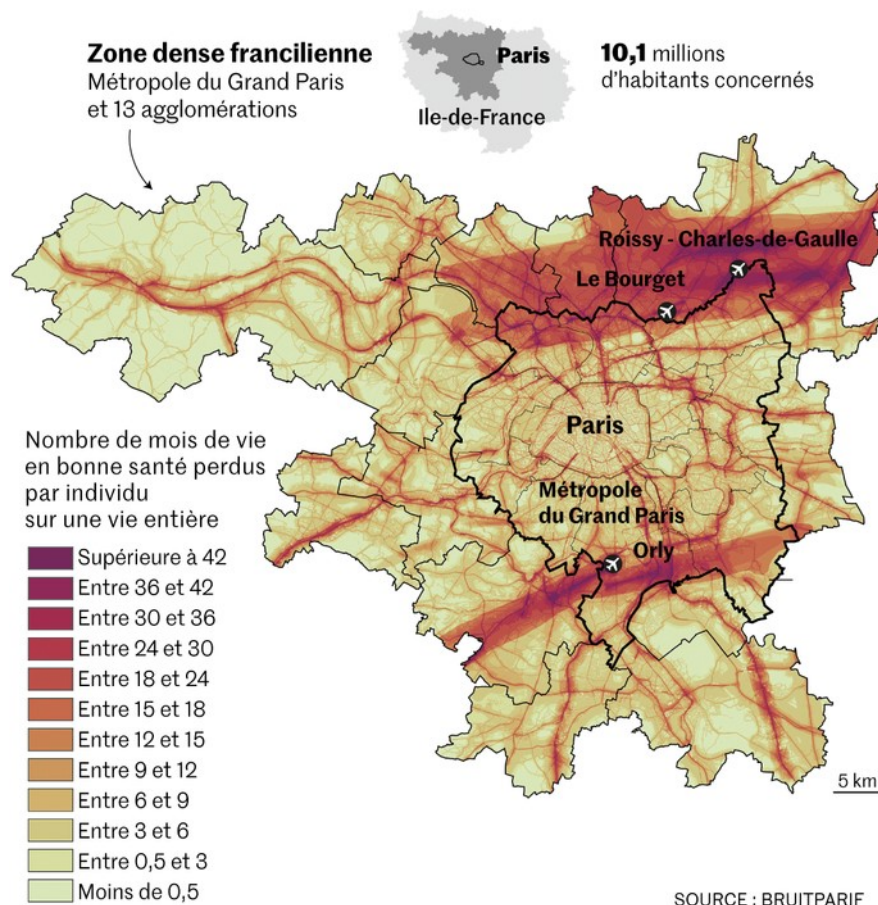 Zone dense francilienne
Métropole du Grand Paris
et 13 agglomérations
Paris
Ile-de-France
10,1 millions
d'habitants concernés
Roissy - Charles-de-Gaulle
Le Bourget
Paris
Métropole
du Grand Paris
Orly
Nombre de mois de vie
en bonne santé perdus
par individu
sur une vie entière
Supérieure à 42
Entre 36 et 42
Entre 30 et 36
Entre 24 et 30
Entre 18 et 24
Entre 15 et 18
Entre 12 et 15
Entre 9 et 12
Entre 6 et 9
Entre 3 et 6
Entre 0,5 et 3
Moins de 0,5
5 km
SOURCE : BRUITPARIF